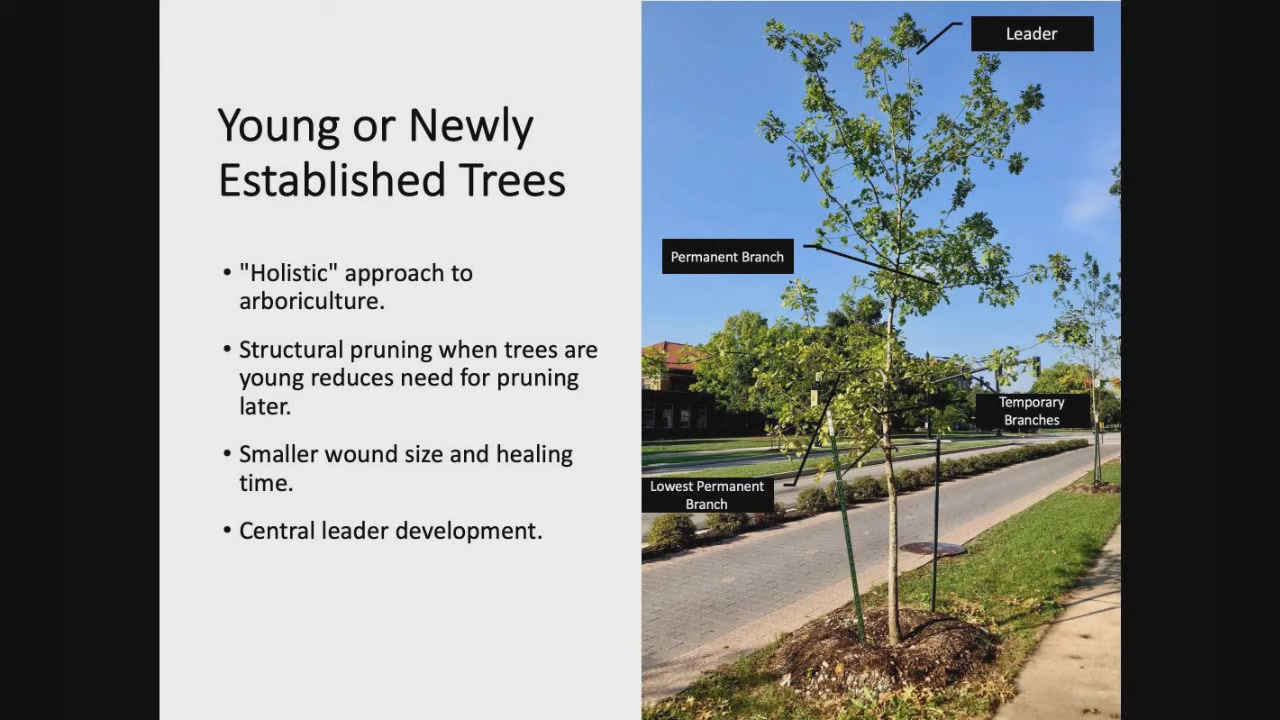 Young or Newly
Established Trees
• "Holistic" approach to
arboriculture.
• Structural pruning when trees are
young reduces need for pruning
later.
• Smaller wound size and healing
time.
• Central leader development.
Leader
Permanent Branch
Temporary
Branches
Lowest Permanent
Branch